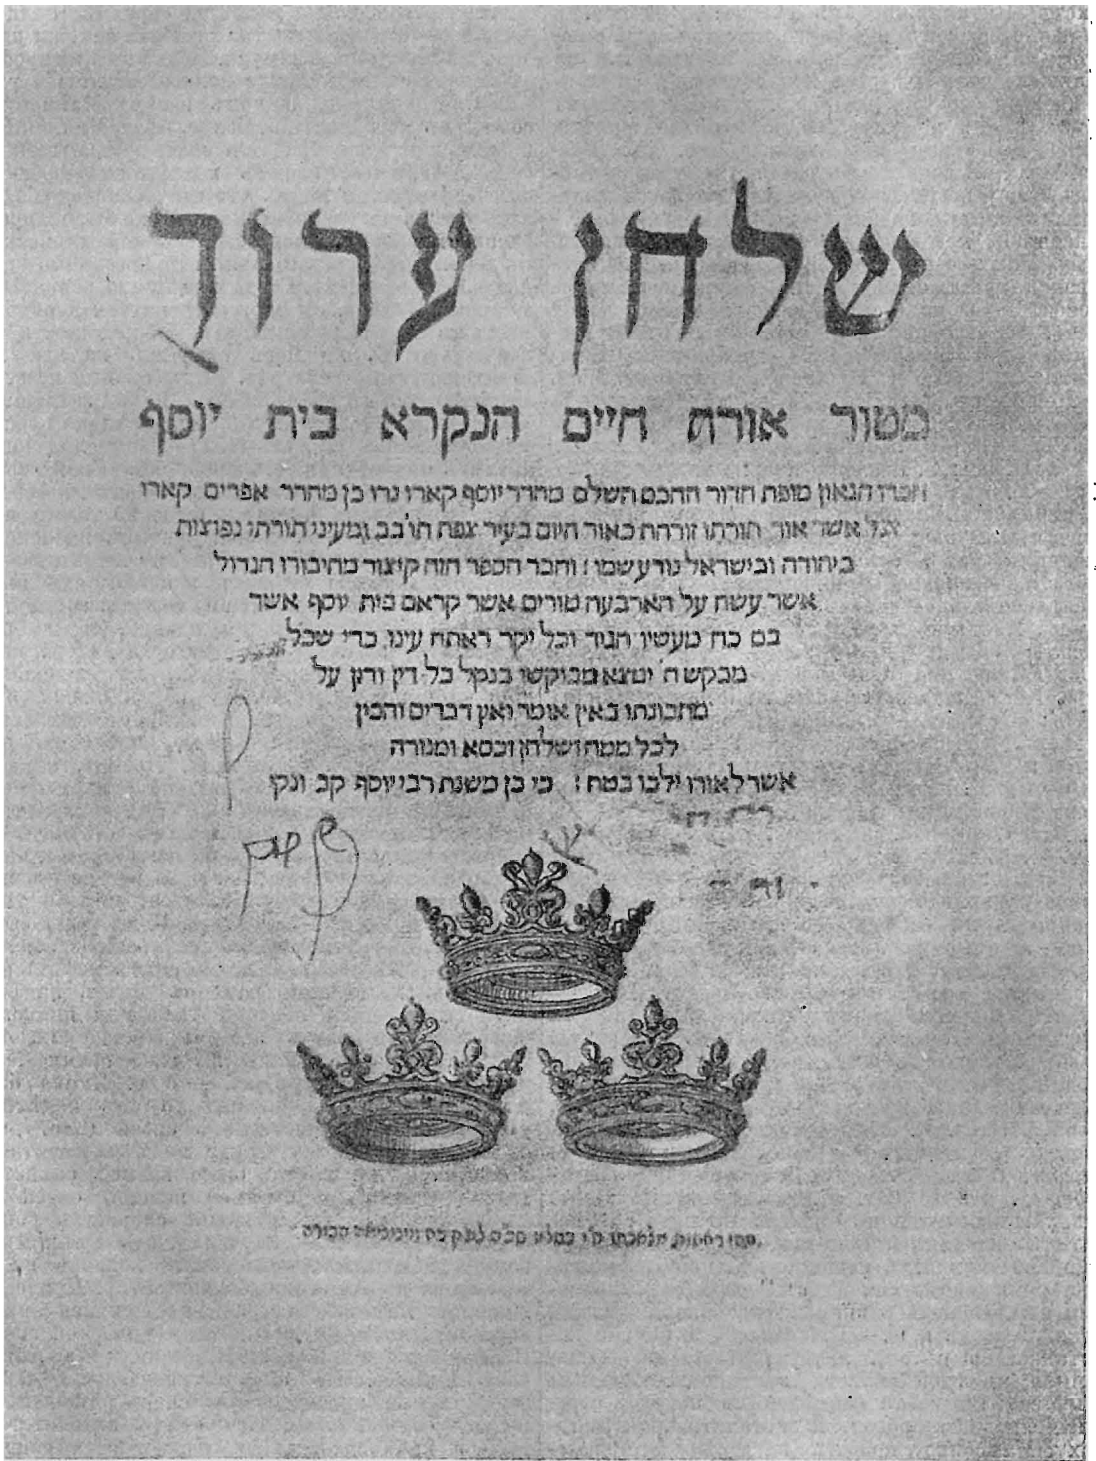 שלחן ערוך
מטור אורח חיים הנקרא בית יוסף
חברו הגאון מופת הדור החכם השלם מהרר יוסף קארו נרו בן מהרר אפרים קארו
זצל אשר אור תורתו זורחת כאור היום בעיר צפת תו'בב ומעיני תורתו נפוצות
ביהודה ובישראל נודע שמו: וחבר הספר הזה קיצור מחיבורו הגדול
אשר עשה על הארבעה טורים אשר קראם בית יוסף אשר
בם כח מעשיו הגיד וכל יקר ראתה עינו, כדי שכל
מבקש ה' ימצא מבוקשו בנקל כל דין ודין על
מתכונתו באין אומר ואין דברים והכין
לכל ממה ושלחן וכסא ומנורה
אשר לאורו ילכו בטח: כי כן משנת רבי יוסף קב ונקי